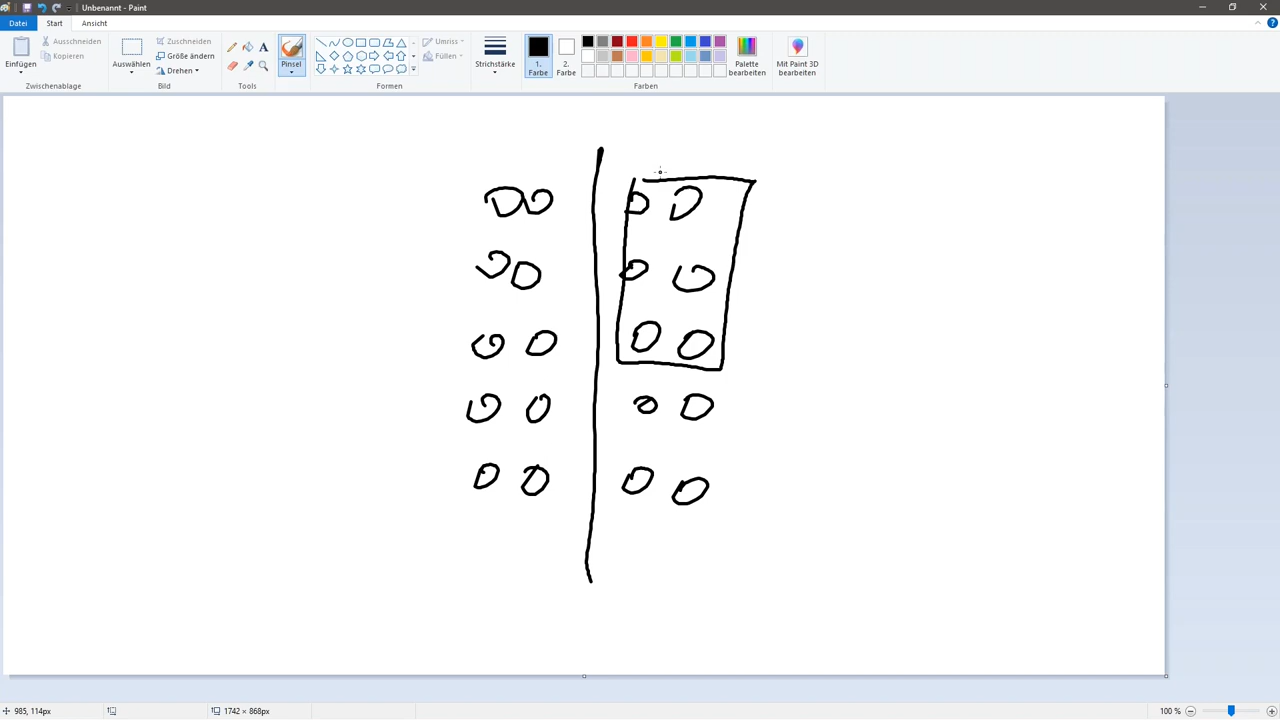 Unbenannt - Paint
Datei Start Ansicht
Einfügen
Ausschneiden
Kopieren
Zwischenablage
Auswählen
Zuschneiden
Größe ändern
Drehen
Bild
A
Tools
Pinsel
Formen
Umriss
Füllen
Strichstärke
1. Farbe
2. Farbe
Farben
Palette bearbeiten
Mit Paint 3D bearbeiten
985, 114px
1742 × 868px
100 %